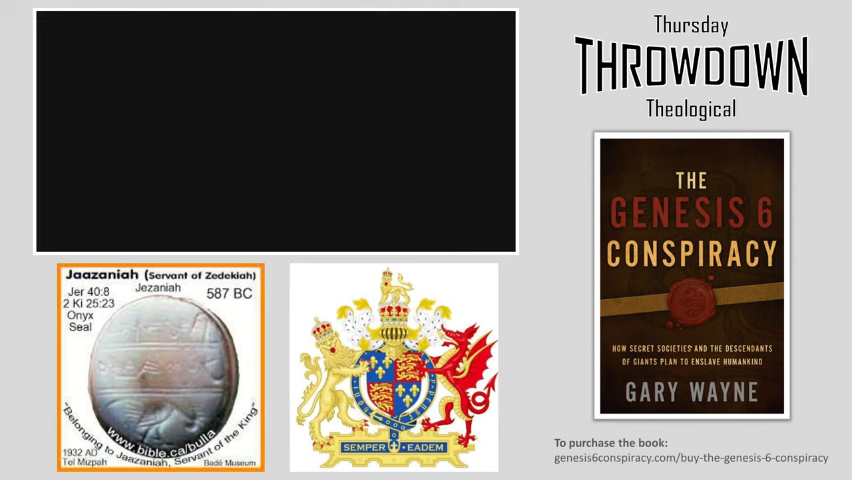 Thursday
THROWDOWN
Theological
THE
GENESIS 6
CONSPIRACY
HOW SECRET SOCIETIES AND THE DESCENDANTS
OF GIANTS PLAN TO ENSLAVE HUMANKIND
GARY WAYNE
To purchase the book:
genesis6conspiracy.com/buy-the-genesis-6-conspiracy
Jaazaniah (Servant of Zedekiah)
Jer 40:8
Jezaniah
587 BC
2 Ki 25:23
Onyx
Seal
www.bible.ca/bulla
"Belonging to Jaazaniah, Servant of the King"
1932 AD
Tel Mizpah
Badè Museum
SEMPER EADEM